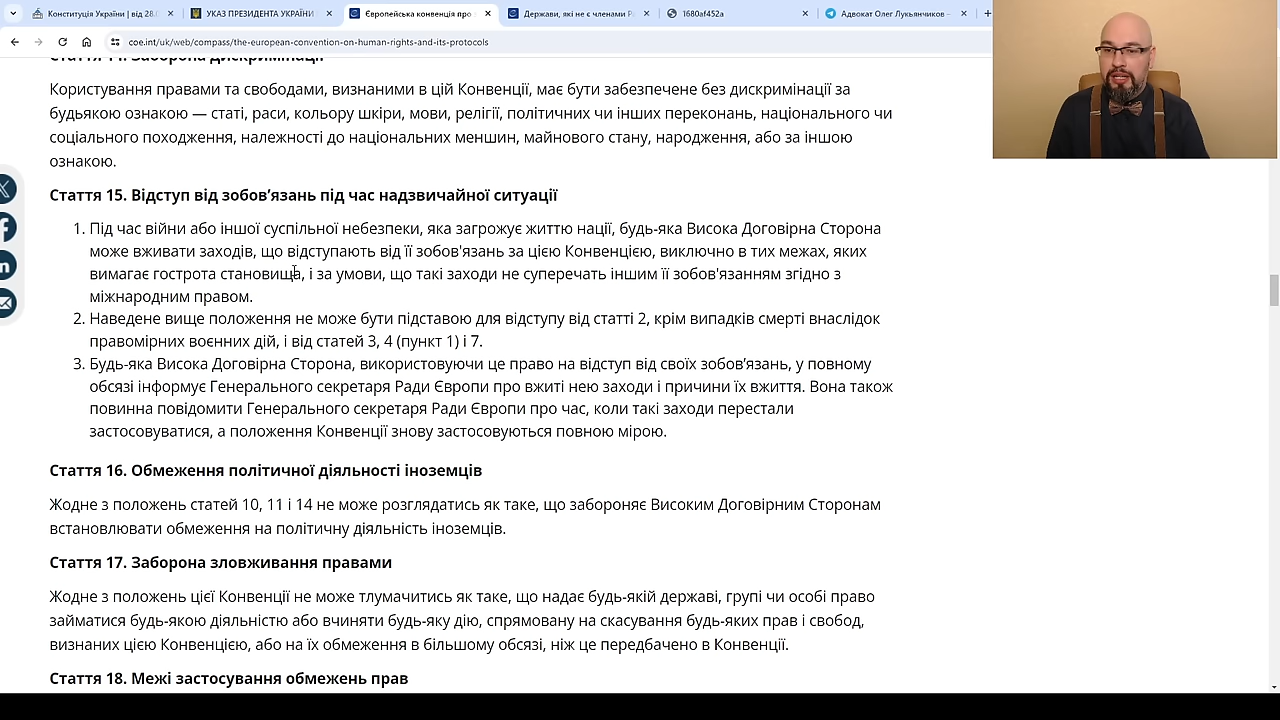 Конституція України | від 28.0
УКАЗ ПРЕЗИДЕНТА УКРАЇНИ
Європейська конвенція про
Держави, які не є членами Ра
1680a6452a
Адвокат Олег Лукьянчиков –
coe.int/uk/web/compass/the-european-convention-on-human-rights-and-its-protocols
Стаття 14. Заборона дискримінації
Користування правами та свободами, визнаними в цій Конвенції, має бути забезпечене без дискримінації за
будьякою ознакою — статі, раси, кольору шкіри, мови, релігії, політичних чи інших переконань, національного чи
соціального походження, належності до національних меншин, майнового стану, народження, або за іншою
ознакою.
Стаття 15. Відступ від зобов’язань під час надзвичайної ситуації
1. Під час війни або іншої суспільної небезпеки, яка загрожує життю нації, будь-яка Висока Договірна Сторона
може вживати заходів, що відступають від її зобов'язань за цією Конвенцією, виключно в тих межах, яких
вимагає гострота становища, і за умови, що такі заходи не суперечать іншим її зобов'язанням згідно з
міжнародним правом.
2. Наведене вище положення не може бути підставою для відступу від статті 2, крім випадків смерті внаслідок
правомірних воєнних дій, і від статей 3, 4 (пункт 1) і 7.
3. Будь-яка Висока Договірна Сторона, використовуючи це право на відступ від своїх зобов’язань, у повному
обсязі інформує Генерального секретаря Ради Європи про вжиті нею заходи і причини їх вжиття. Вона також
повинна повідомити Генерального секретаря Ради Європи про час, коли такі заходи перестали
застосовуватися, а положення Конвенції знову застосовуються повною мірою.
Стаття 16. Обмеження політичної діяльності іноземців
Жодне з положень статей 10, 11 і 14 не може розглядатись як таке, що забороняє Високим Договірним Сторонам
встановлювати обмеження на політичну діяльність іноземців.
Стаття 17. Заборона зловживання правами
Жодне з положень цієї Конвенції не може тлумачитись як таке, що надає будь-якій державі, групі чи особі право
займатися будь-якою діяльністю або вчиняти будь-яку дію, спрямовану на скасування будь-яких прав і свобод,
визнаних цією Конвенцією, або на їх обмеження в більшому обсязі, ніж це передбачено в Конвенції.
Стаття 18. Межі застосування обмежень прав